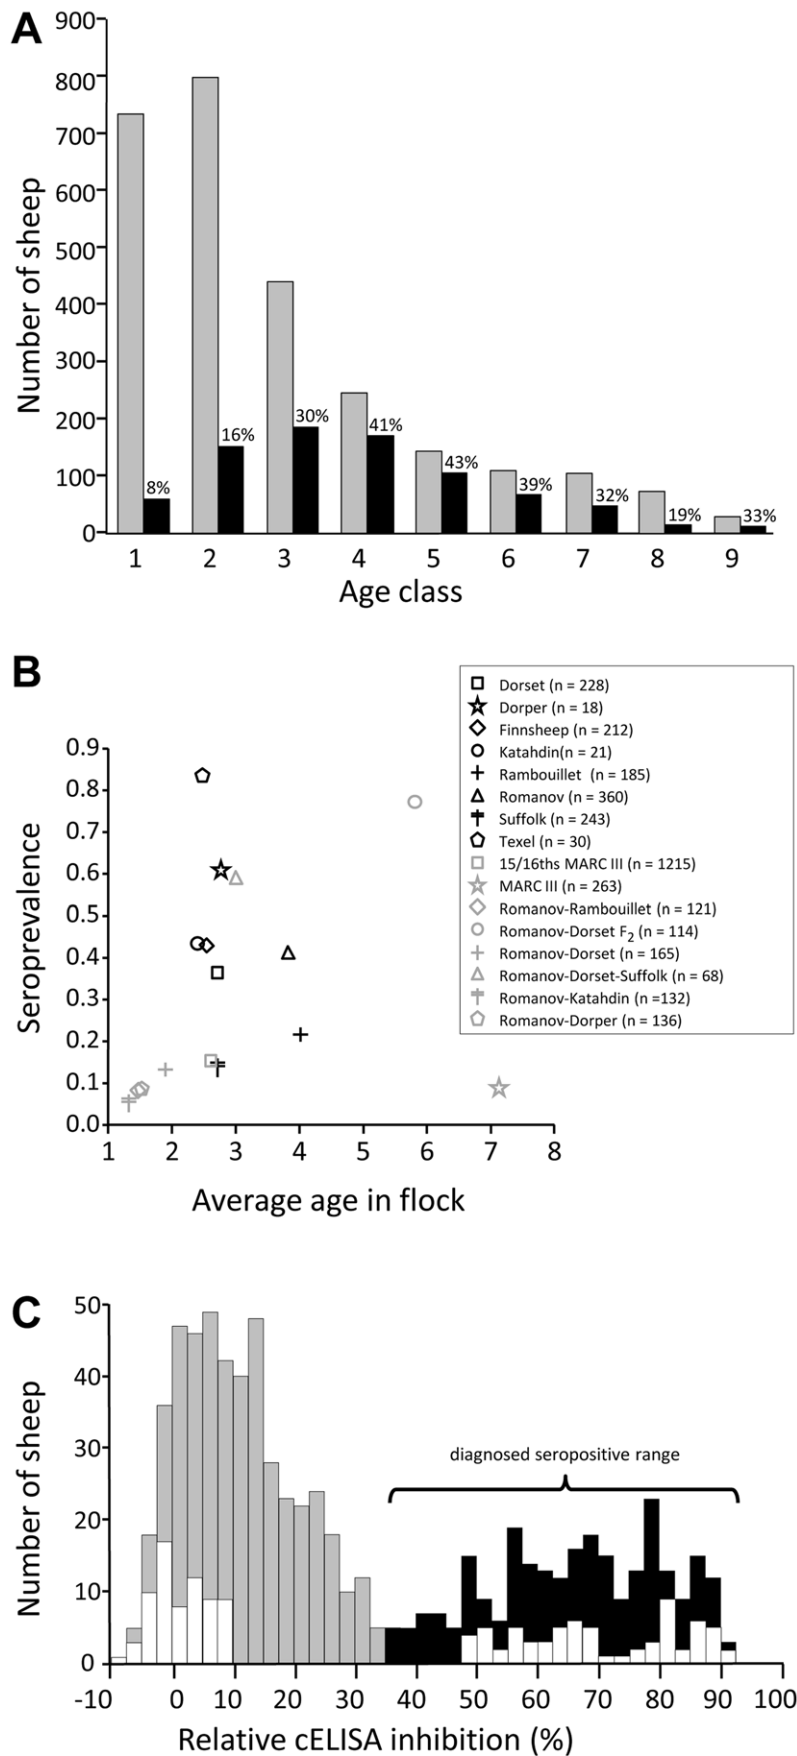 A
Number of sheep
900
800
700
600
500
400
300
200
100
0
8%
16%
30%
41%
43%
39%
32%
19%
33%
1 2 3 4 5 6 7 8 9
Age class
B
Seroprevalence
0.9
0.8
0.7
0.6
0.5
0.4
0.3
0.2
0.1
0.0
1 2 3 4 5 6 7 8
Average age in flock
Dorset (n = 228)
Dorper (n = 18)
Finnsheep (n = 212)
Katahdin(n = 21)
Rambouillet (n = 185)
Romanov (n = 360)
Suffolk (n = 243)
Texel (n = 30)
15/16ths MARC III (n = 1215)
MARC III (n = 263)
Romanov-Rambouillet (n = 121)
Romanov-Dorset F2 (n = 114)
Romanov-Dorset (n = 165)
Romanov-Dorset-Suffolk (n = 68)
Romanov-Katahdin (n =132)
Romanov-Dorper (n = 136)
C
Number of sheep
50
40
30
20
10
0
diagnosed seropositive range
-10 0 10 20 30 40 50 60 70 80 90 100
Relative cELISA inhibition (%)